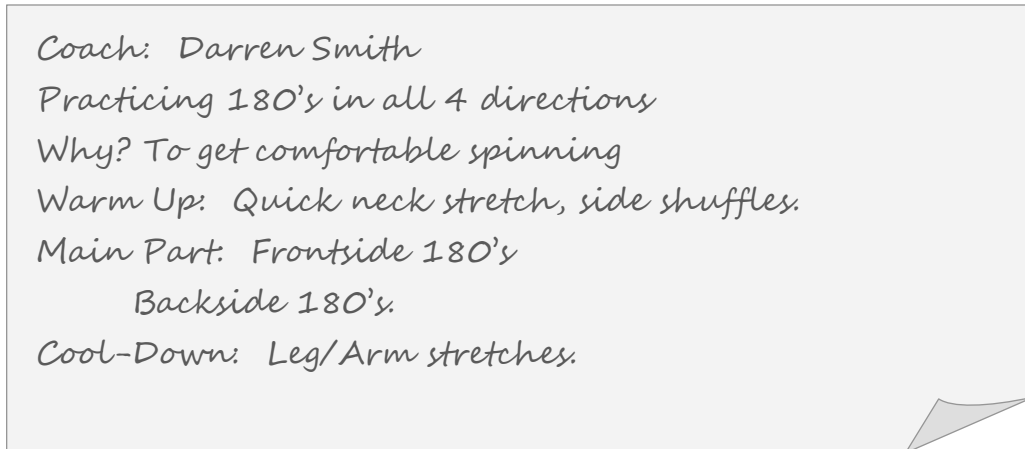 Coach: Darren Smith
Practicing 180's in all 4 directions
Why? To get comfortable spinning
Warm Up: Quick neck stretch, side shuffles.
Main Part: Frontside 180's
Backside 180's.
Cool-Down: Leg/Arm stretches.